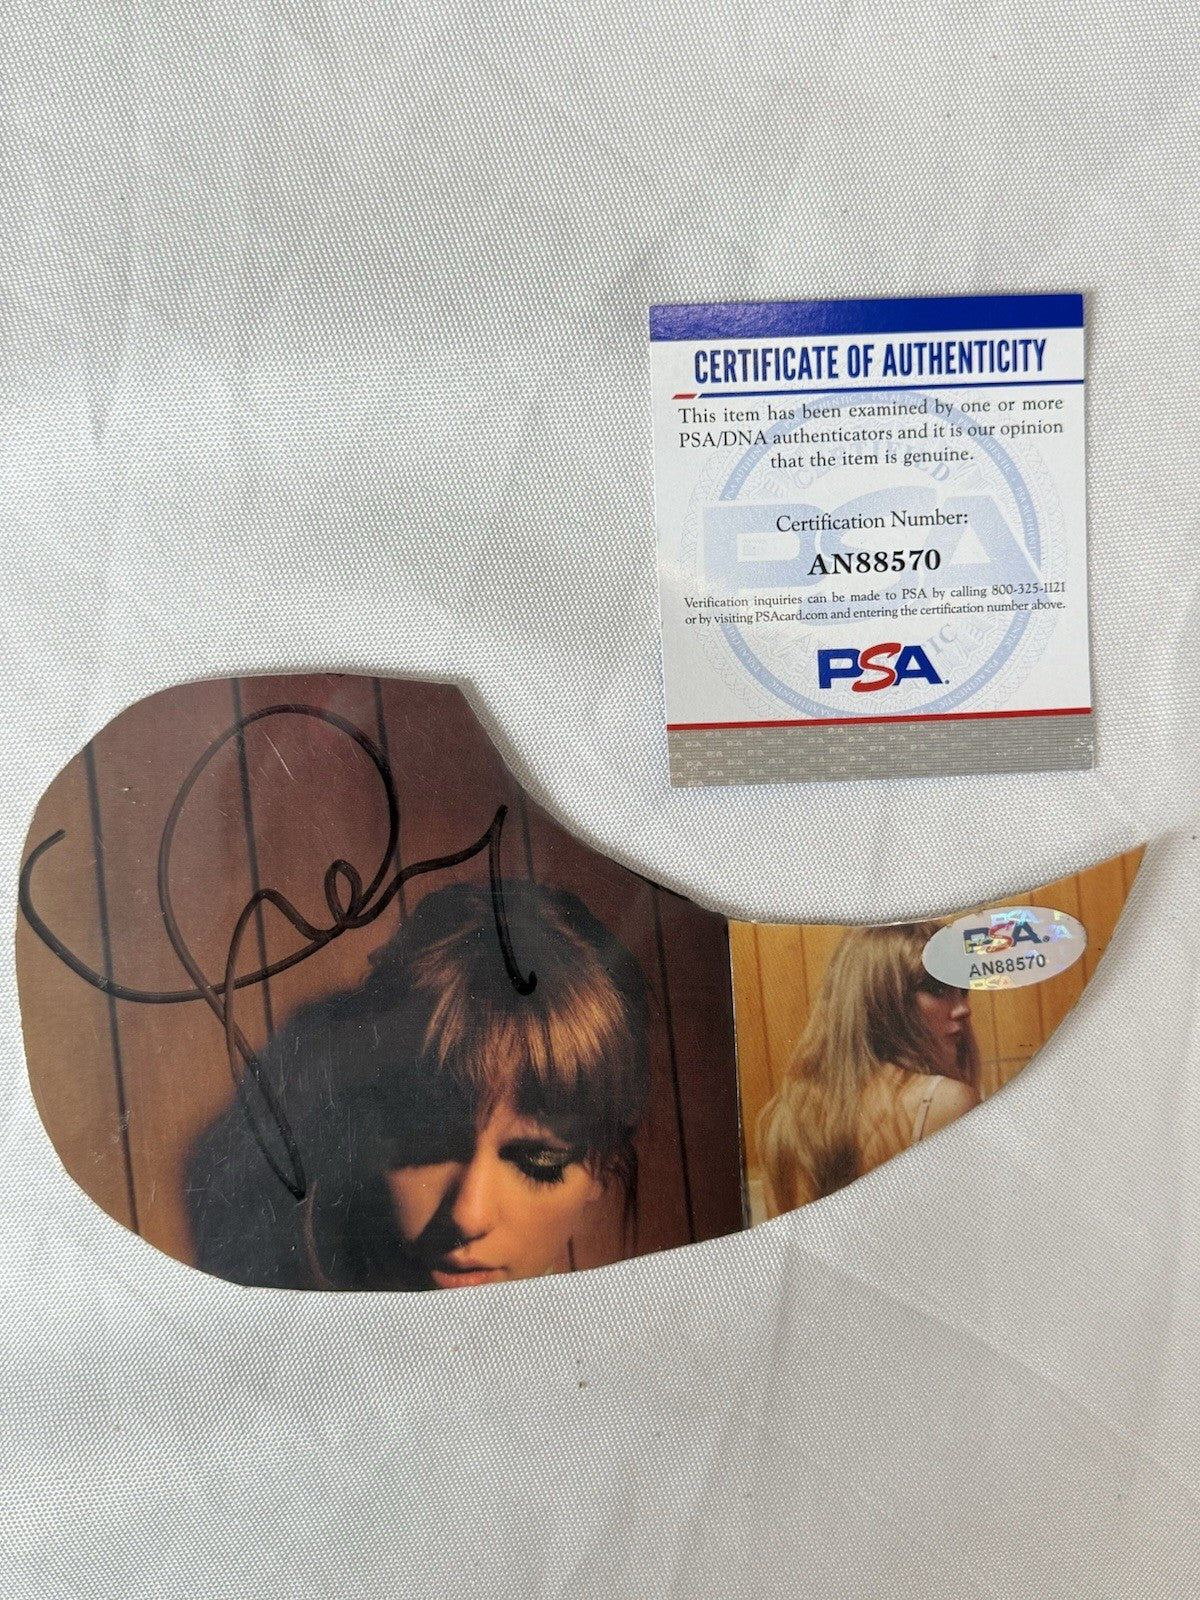 CERTIFICATE OF AUTHENTICITY
This item has been examined by one or more
PSA/DNA authenticators and it is our opinion
that the item is genuine.
Certification Number:
AN88570
Verification inquiries can be made to PSA by calling 800-325-1121
or by visiting PSAcard.com and entering the certification number above.
PSA.
PSA.
AN88570